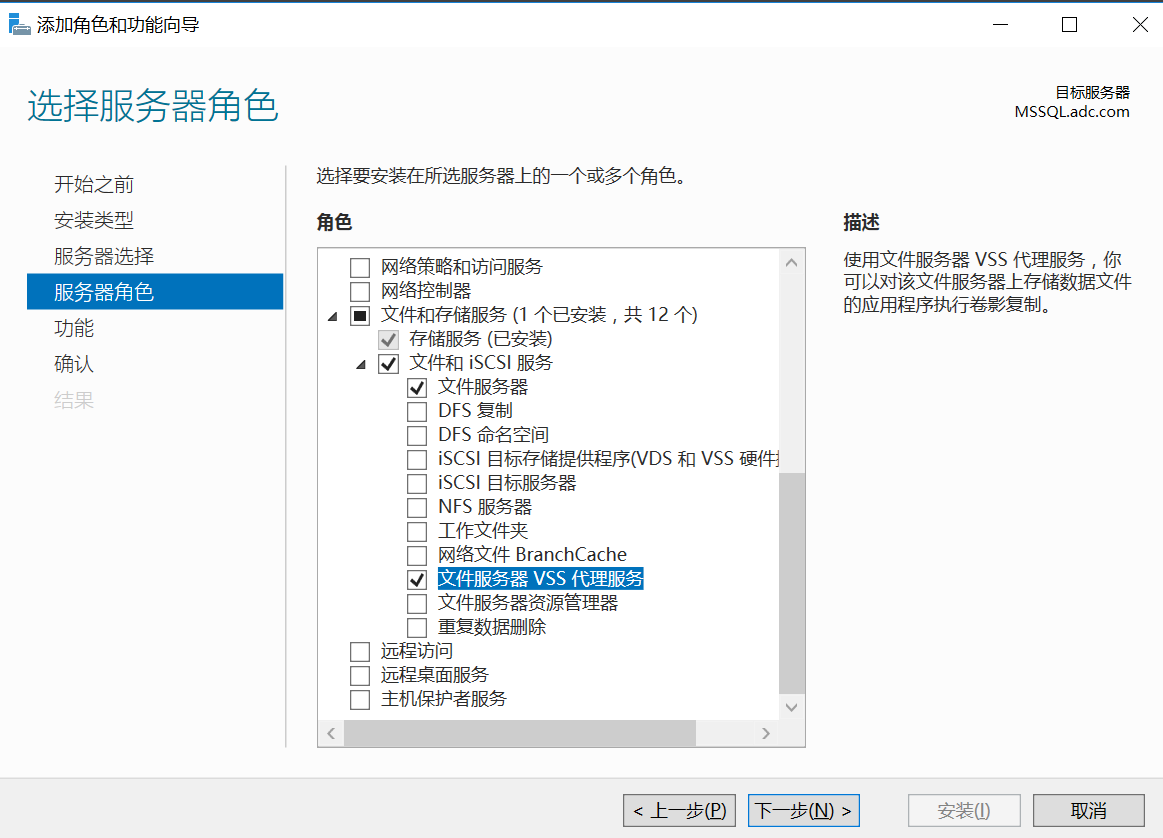 添加角色和功能向导
选择服务器角色
目标服务器
MSSQL.adc.com
开始之前
安装类型
服务器选择
服务器角色
功能
确认
结果
选择要安装在所选服务器上的一个或多个角色。
角色
网络策略和访问服务
网络控制器
文件和存储服务 (1 个已安装，共 12 个)
存储服务 (已安装)
文件和 iSCSI 服务
文件服务器
DFS 复制
DFS 命名空间
iSCSI 目标存储提供程序(VDS 和 VSS 硬件
iSCSI 目标服务器
NFS 服务器
工作文件夹
网络文件 BranchCache
文件服务器 VSS 代理服务
文件服务器资源管理器
重复数据删除
远程访问
远程桌面服务
主机保护者服务
描述
使用文件服务器 VSS 代理服务，你
可以对该文件服务器上存储数据文件
的应用程序执行卷影复制。
< 上一步(P)
下一步(N) >
安装(I)
取消